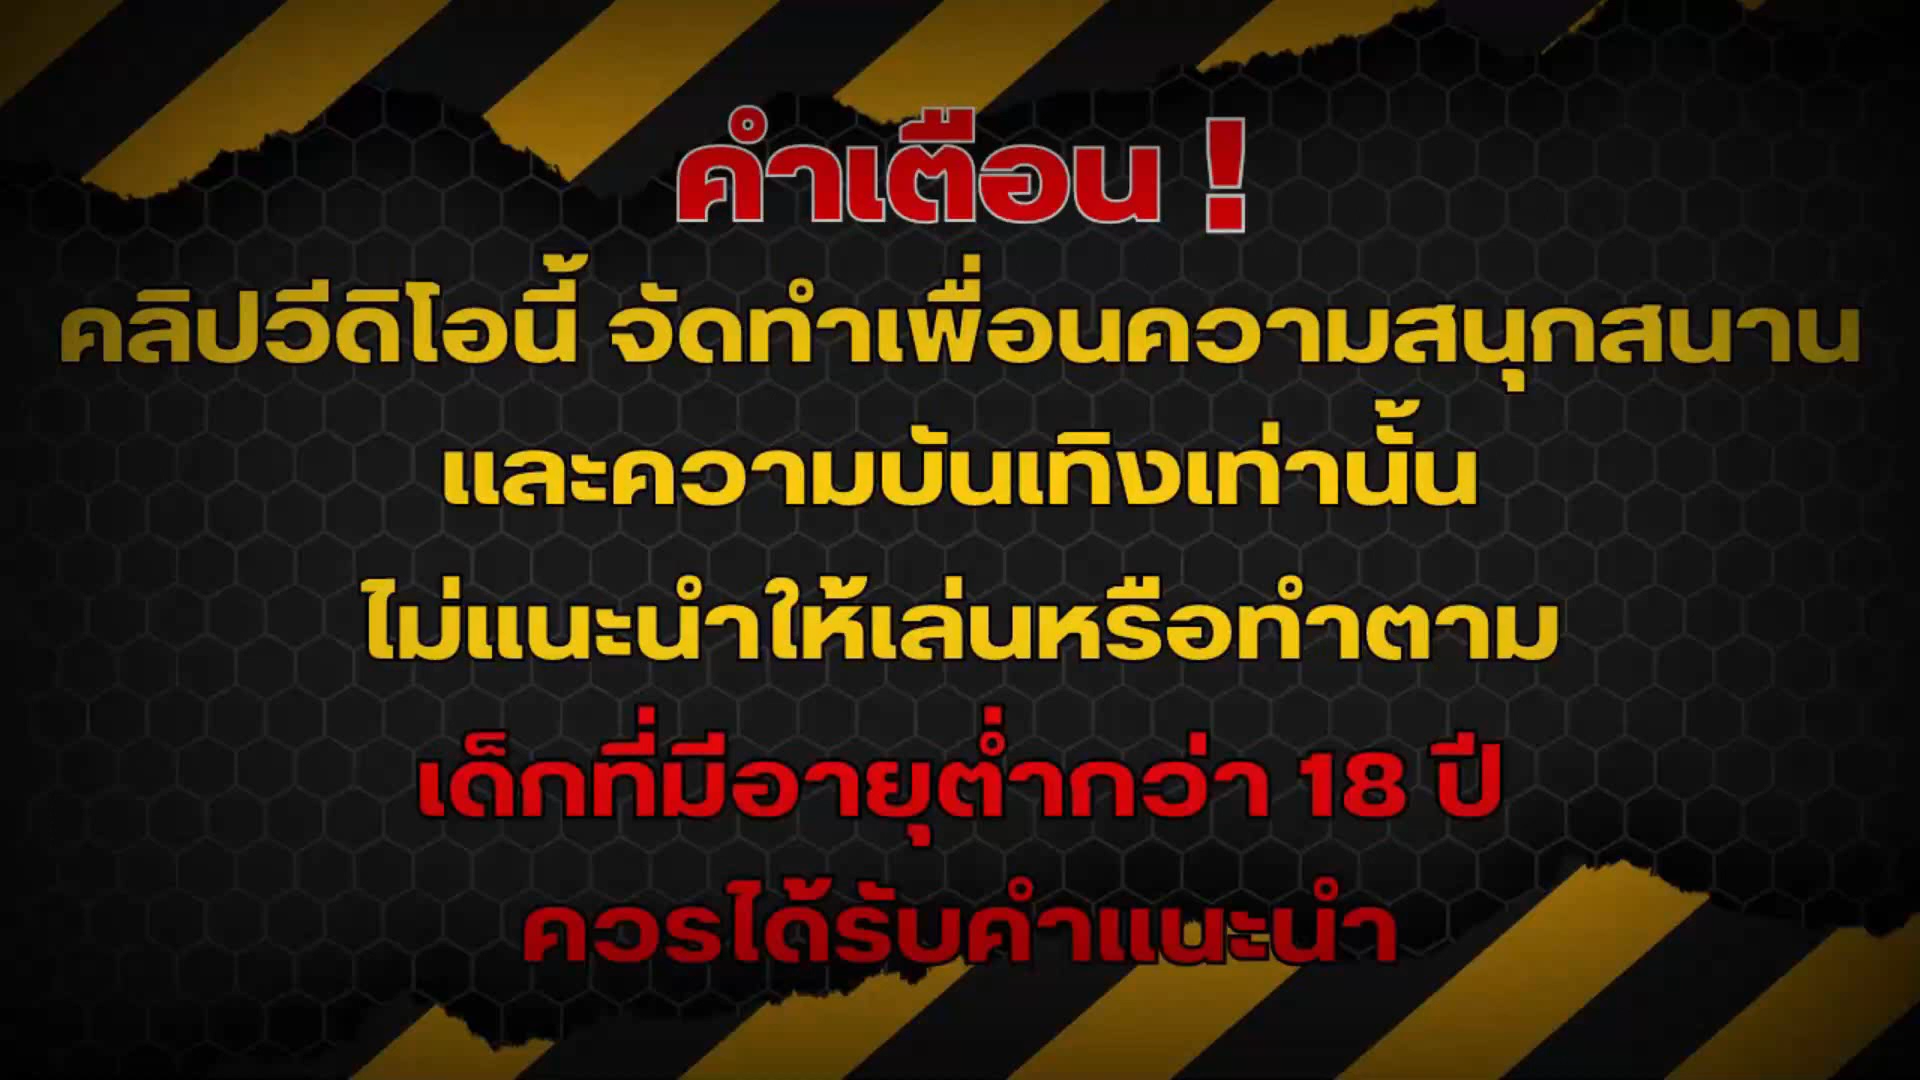 คำเตือน !
คลิปวีดิโอนี้ จัดทำเพื่อนความสนุกสนาน
และความบันเทิงเท่านั้น
ไม่แนะนำให้เล่นหรือทำตาม
เด็กที่มีอายุต่ำกว่า 18 ปี
ควรได้รับคำแนะนำ